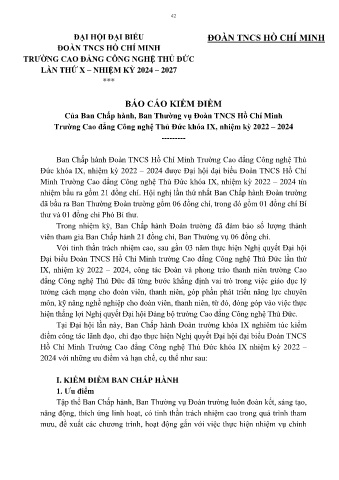 42
ĐẠI HỘI ĐẠI BIỂU
ĐOÀN TNCS HỒ CHÍ MINH
ĐOÀN TNCS HỒ CHÍ MINH
TRƯỜNG CAO ĐẲNG CÔNG NGHỆ THỦ ĐỨC
LẦN THỨ X – NHIỆM KỲ 2024 – 2027
***
BÁO CÁO KIỂM ĐIỂM
Của Ban Chấp hành, Ban Thường vụ Đoàn TNCS Hồ Chí Minh
Trường Cao đẳng Công nghệ Thủ Đức khóa IX, nhiệm kỳ 2022 – 2024
---------
Ban Chấp hành Đoàn TNCS Hồ Chí Minh Trường Cao đẳng Công nghệ Thủ
Đức khóa IX, nhiệm kỳ 2022 – 2024 được Đại hội đại biểu Đoàn TNCS Hồ Chí
Minh Trường Cao đẳng Công nghệ Thủ Đức khóa IX, nhiệm kỳ 2022 – 2024 tín
nhiệm bầu ra gồm 21 đồng chí. Hội nghị lần thứ nhất Ban Chấp hành Đoàn trường
đã bầu ra Ban Thường Đoàn trường gồm 06 đồng chí, trong đó gồm 01 đồng chí Bí
thư và 01 đồng chí Phó Bí thư.
Trong nhiệm kỳ, Ban Chấp hành Đoàn trường đã đảm bảo số lượng thành
viên tham gia Ban Chấp hành 21 đồng chí, Ban Thường vụ 06 đồng chí.
Với tinh thần trách nhiệm cao, sau gần 03 năm thực hiện Nghị quyết Đại hội
Đại biểu Đoàn TNCS Hồ Chí Minh trường Cao đẳng Công nghệ Thủ Đức lần thứ
IX, nhiệm kỳ 2022 – 2024, công tác Đoàn và phong trào thanh niên trường Cao
đẳng Công nghệ Thủ Đức đã từng bước khẳng định vai trò trong việc giáo dục lý
tưởng cách mạng cho đoàn viên, thanh niên, góp phần phát triển năng lực chuyên
môn, kỹ năng nghề nghiệp cho đoàn viên, thanh niên, từ đó, đóng góp vào việc thực
hiện thắng lợi Nghị quyết Đại hội Đảng bộ trường Cao đẳng Công nghệ Thủ Đức.
Tại Đại hội lần này, Ban Chấp hành Đoàn trường khóa IX nghiêm túc kiểm
điểm công tác lãnh đạo, chỉ đạo thực hiện Nghị quyết Đại hội đại biểu Đoàn TNCS
Hồ Chí Minh Trường Cao đẳng Công nghệ Thủ Đức khóa IX nhiệm kỳ 2022 –
2024 với những ưu điểm và hạn chế, cụ thể như sau:
I. KIỂM ĐIỂM BAN CHẤP HÀNH
1. Ưu điểm
Tập thể Ban Chấp hành, Ban Thường vụ Đoàn trường luôn đoàn kết, sáng tạo,
năng động, thích ứng linh hoạt, có tinh thần trách nhiệm cao trong quá trình tham
mưu, đề xuất các chương trình, hoạt động gắn với việc thực hiện nhiệm vụ chính